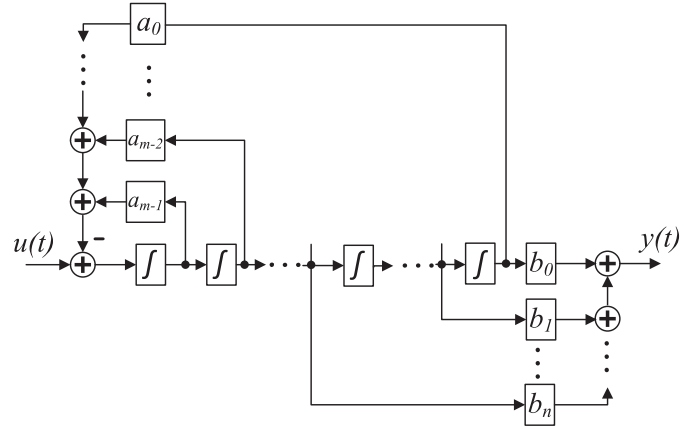 a₀
aₘ₋₂
aₘ₋₁
−
u(t) + ∫ ∫ ∫ ∫ b₀ + y(t)
b₁ +
bₙ